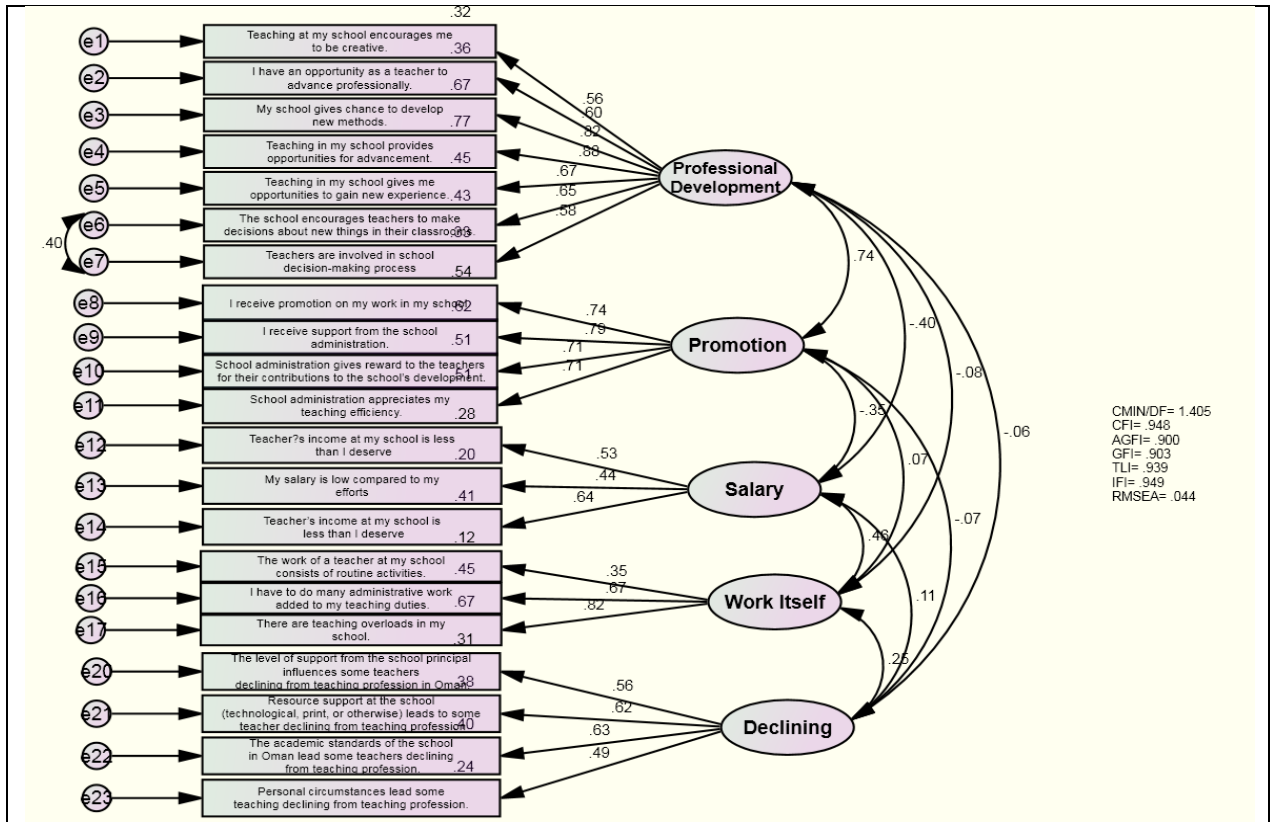 .32
e1
Teaching at my school encourages me
to be creative.
.36
e2
I have an opportunity as a teacher to
advance professionally.
.67
e3
My school gives chance to develop
new methods.
.77
e4
Teaching in my school provides
opportunities for advancement.
.45
e5
Teaching in my school gives me
opportunities to gain new experience.
.43
e6
The school encourages teachers to make
decisions about new things in their classrooms.
.33
.40
e7
Teachers are involved in school
decision-making process
.54
.56
.60
.82
.88
.67
.65
.58
Professional
Development
e8
I receive promotion on my work in my school
.62
e9
I receive support from the school
administration.
.51
e10
School administration gives reward to the teachers
for their contributions to the school's development.
.51
e11
School administration appreciates my
teaching efficiency.
.28
.74
.79
.71
.71
Promotion
e12
Teacher?s income at my school is less
than I deserve
.20
e13
My salary is low compared to my
efforts
.41
e14
Teacher's income at my school is
less than I deserve
.12
.53
.44
.64
Salary
e15
The work of a teacher at my school
consists of routine activities.
.45
e16
I have to do many administrative work
added to my teaching duties.
.67
e17
There are teaching overloads in my
school.
.31
.35
.67
.82
Work Itself
e20
The level of support from the school principal
influences some teachers
declining from teaching profession in Oman.
.38
e21
Resource support at the school
(technological, print, or otherwise) leads to some
teacher declining from teaching profession
.40
e22
The academic standards of the school
in Oman lead some teachers declining
from teaching profession.
.24
e23
Personal circumstances lead some
teaching declining from teaching profession.
.56
.62
.63
.49
Declining
.74
-.40
-.08
-.06
-.35
.07
-.07
.46
.11
.25
CMIN/DF= 1.405
CFI= .948
AGFI= .900
GFI= .903
TLI= .939
IFI= .949
RMSEA= .044